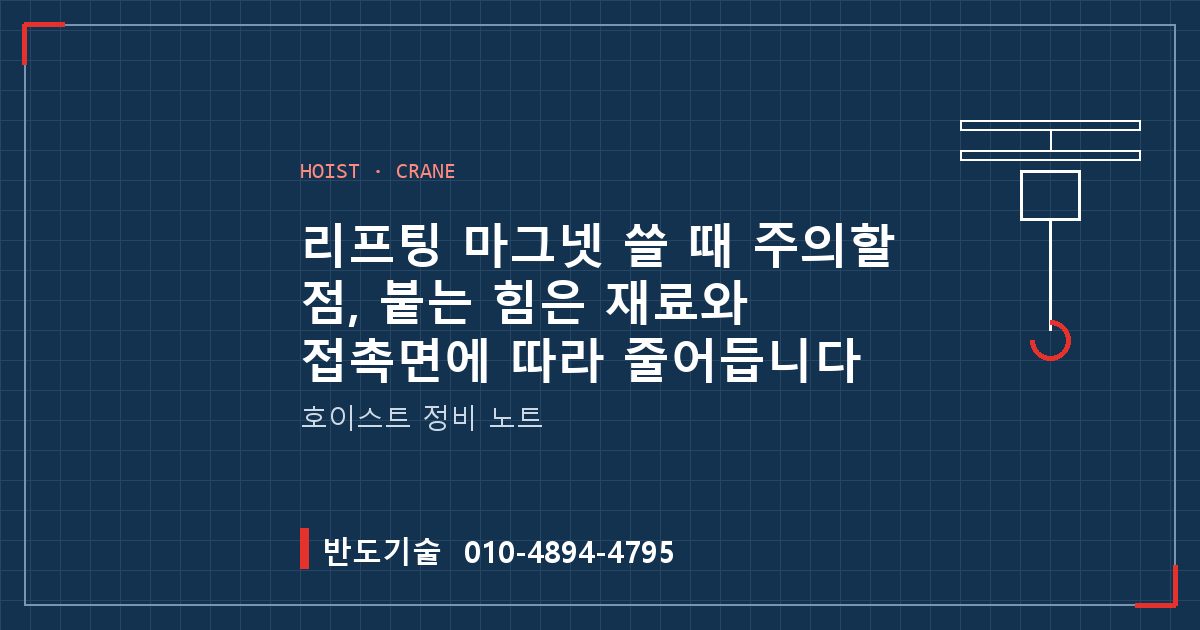 HOIST · CRANE
리프팅 마그넷 쓸 때 주의할
점, 붙는 힘은 재료와
접촉면에 따라 줄어듭니다
호이스트 정비 노트
반도기술 010-4894-4795